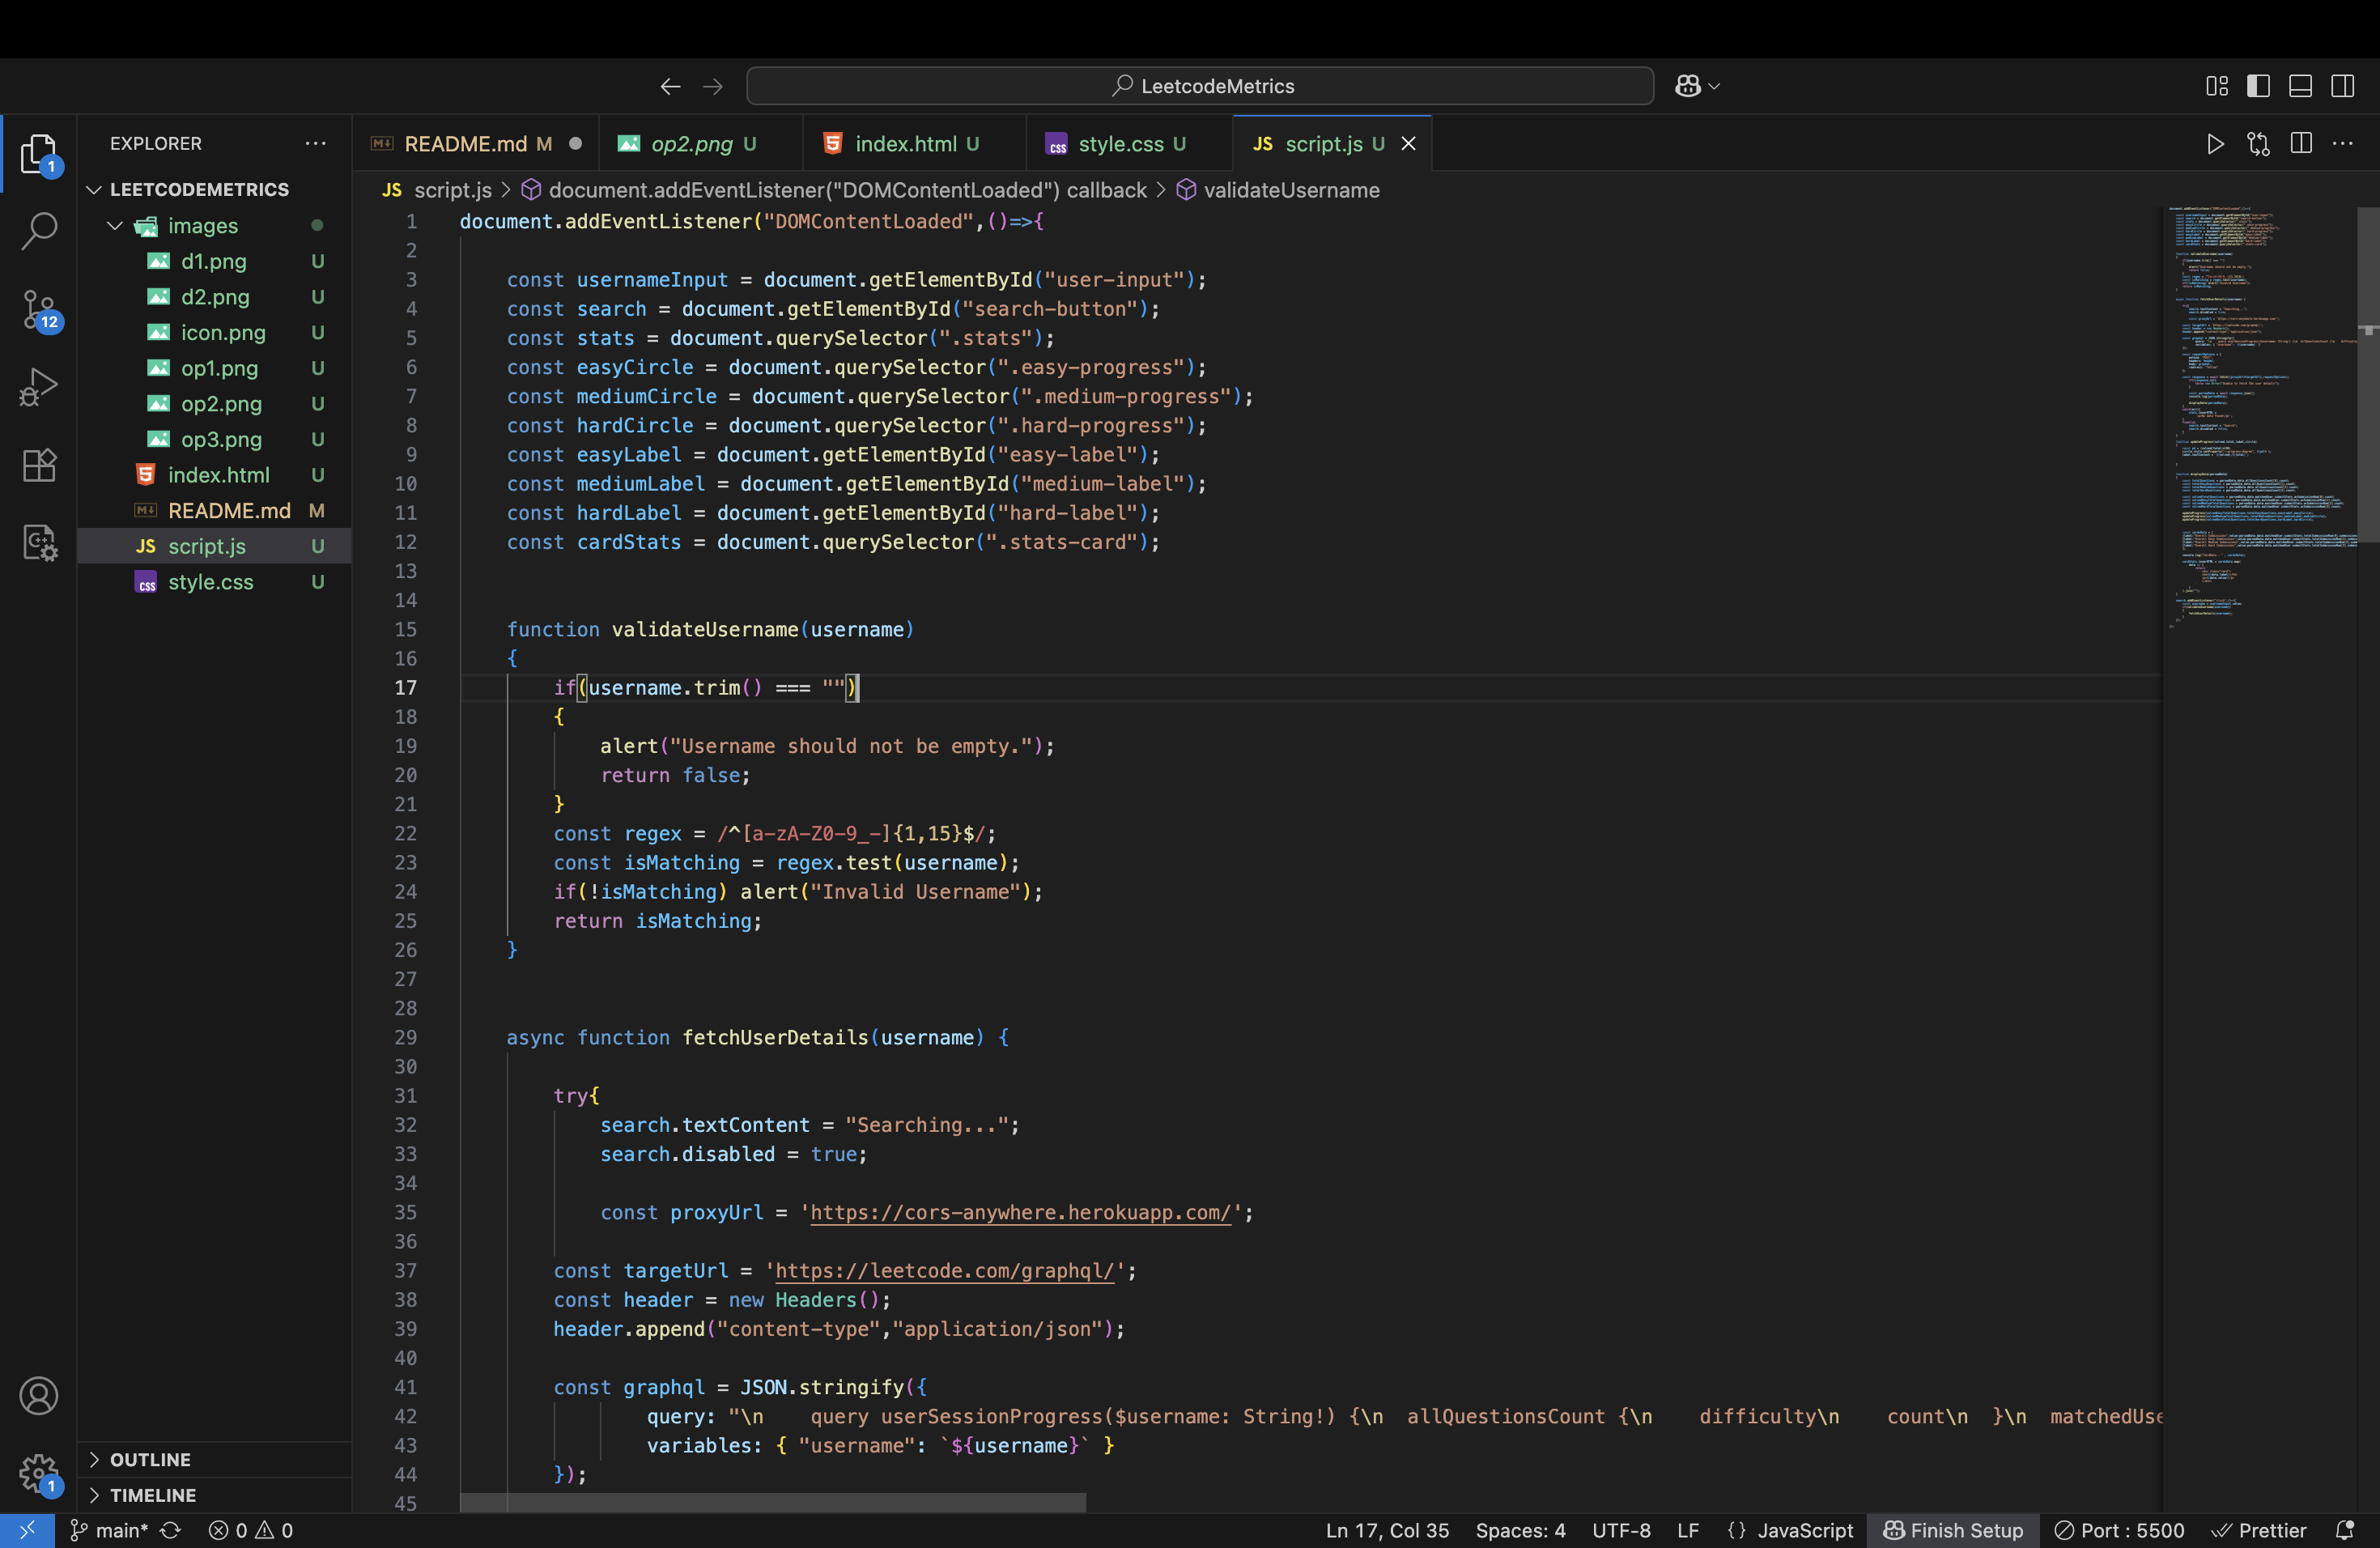 LeetcodeMetrics
EXPLORER
README.md M
op2.png U
index.html U
style.css U
JS script.js U
LEETCODEMETRICS
images
d1.png U
d2.png U
icon.png U
op1.png U
op2.png U
op3.png U
index.html U
README.md M
JS script.js U
style.css U
OUTLINE
TIMELINE
1
12
1
JS script.js > document.addEventListener("DOMContentLoaded") callback > validateUsername
1 document.addEventListener("DOMContentLoaded",()=>{
2
3 const usernameInput = document.getElementById("user-input");
4 const search = document.getElementById("search-button");
5 const stats = document.querySelector(".stats");
6 const easyCircle = document.querySelector(".easy-progress");
7 const mediumCircle = document.querySelector(".medium-progress");
8 const hardCircle = document.querySelector(".hard-progress");
9 const easyLabel = document.getElementById("easy-label");
10 const mediumLabel = document.getElementById("medium-label");
11 const hardLabel = document.getElementById("hard-label");
12 const cardStats = document.querySelector(".stats-card");
13
14
15 function validateUsername(username)
16 {
17 if(username.trim() === "")
18 {
19 alert("Username should not be empty.");
20 return false;
21 }
22 const regex = /^[a-zA-Z0-9_-]{1,15}$/;
23 const isMatching = regex.test(username);
24 if(!isMatching) alert("Invalid Username");
25 return isMatching;
26 }
27
28
29 async function fetchUserDetails(username) {
30
31 try{
32 search.textContent = "Searching...";
33 search.disabled = true;
34
35 const proxyUrl = 'https://cors-anywhere.herokuapp.com/';
36
37 const targetUrl = 'https://leetcode.com/graphql/';
38 const header = new Headers();
39 header.append("content-type","application/json");
40
41 const graphql = JSON.stringify({
42 query: "\n    query userSessionProgress($username: String!) {\n  allQuestionsCount {\n    difficulty\n    count\n  }\n  matchedUse
43 variables: { "username": `${username}` }
44 });
45
main* 0 0
Ln 17, Col 35 Spaces: 4 UTF-8 LF {} JavaScript Finish Setup Port : 5500 Prettier